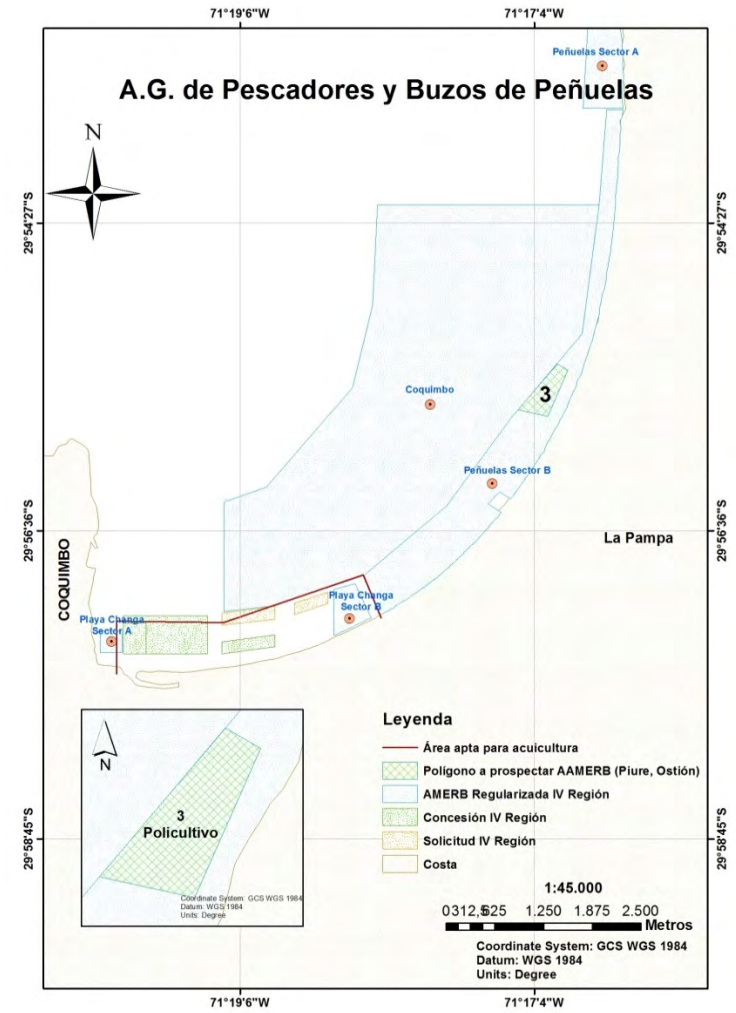 71°19'6"W
71°17'4"W
Peñuelas Sector A
A.G. de Pescadores y Buzos de Peñuelas
N
29°54'27"S
29°54'27"S
Coquimbo
3
Peñuelas Sector B
29°56'36"S
29°56'36"S
La Pampa
COQUIMBO
Playa Changa
Sector B
Playa Changa
Sector A
N
3
Policultivo
Coordinate System: GCS WGS 1984
Datum: WGS 1984
Units: Degree
Leyenda
Área apta para acuicultura
Polígono a prospectar AAMERB (Piure, Ostión)
AMERB Regularizada IV Región
Concesión IV Región
Solicitud IV Región
Costa
29°58'45"S
29°58'45"S
1:45.000
0312,5625 1.250 1.875 2.500
Metros
Coordinate System: GCS WGS 1984
Datum: WGS 1984
Units: Degree
71°19'6"W
71°17'4"W